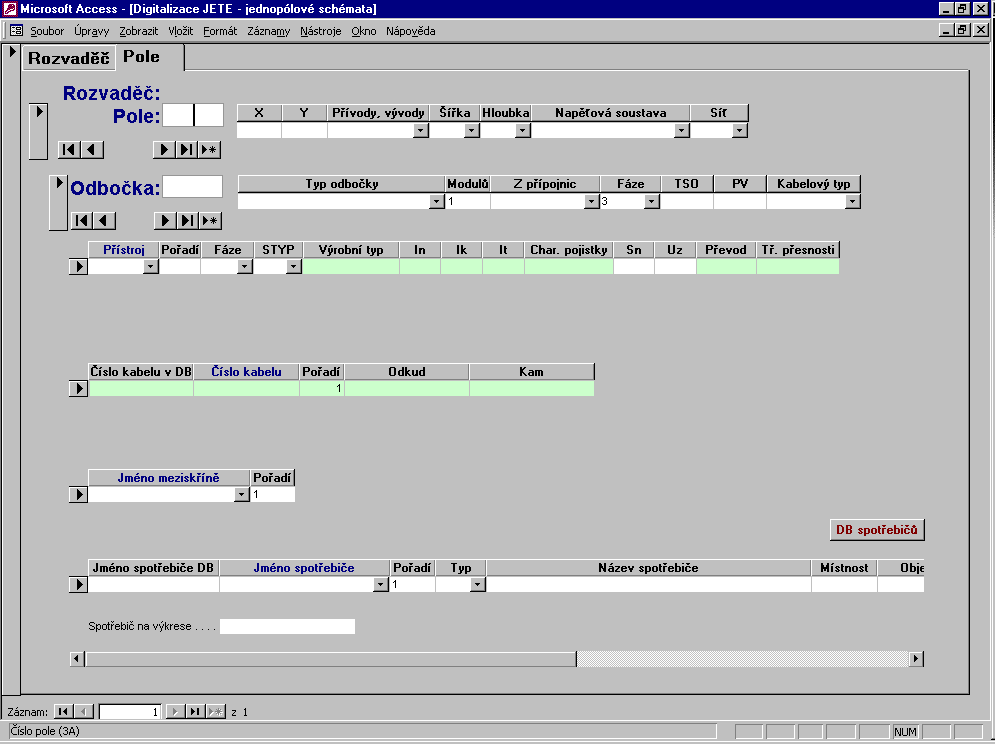 Microsoft Access - [Digitalizace JETE - jednopólové schémata]
Soubor Úpravy Zobrazit Vložit Formát Záznamy Nástroje Okno Nápověda
Rozvaděč Pole
Rozvaděč:
Pole:
X Y Přívody, vývody Šířka Hloubka Napěťová soustava Síť
Odbočka:
Typ odbočky Modulů Z přípojnic Fáze TSO PV Kabelový typ
1 3
Přístroj Pořadí Fáze STYP Výrobní typ In Ik It Char. pojistky Sn Uz Převod Tř. přesnosti
Číslo kabelu v DB Číslo kabelu Pořadí Odkud Kam
1
Jméno meziskříně Pořadí
1
DB spotřebičů
Jméno spotřebiče DB Jméno spotřebiče Pořadí Typ Název spotřebiče Místnost Obje
1
Spotřebič na výkrese . . . .
Záznam: 1 z 1
Číslo pole (3A) NUM